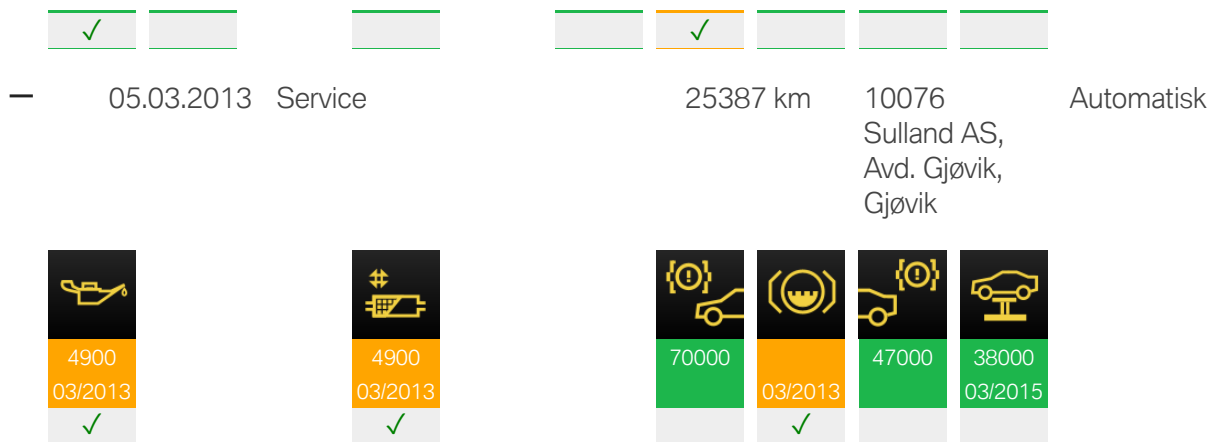 ✓ ✓
– 05.03.2013 Service 25387 km 10076 Automatisk
Sulland AS,
Avd. Gjøvik,
Gjøvik
4900 4900 70000 47000 38000
03/2013 03/2013 03/2013 03/2015
✓ ✓ ✓